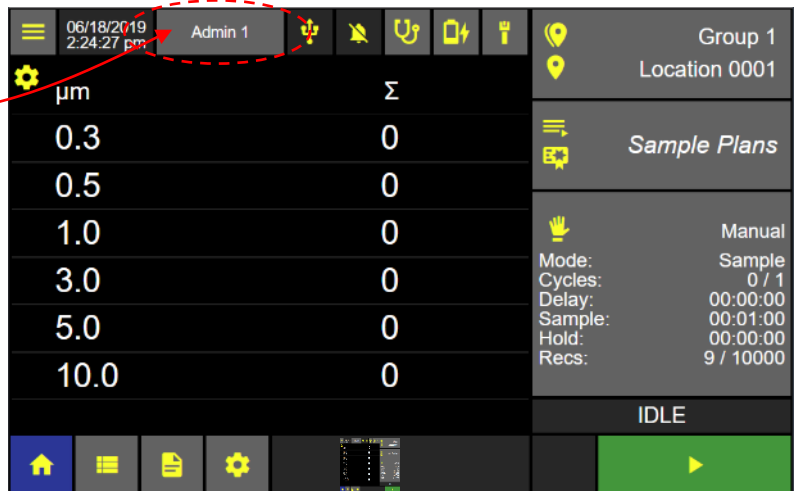 06/18/2019
2:24:27 pm
Admin 1
Group 1
Location 0001
µm Σ
0.3 0
0.5 0
1.0 0
3.0 0
5.0 0
10.0 0
Sample Plans
Manual
Mode: Sample
Cycles: 0 / 1
Delay: 00:00:00
Sample: 00:01:00
Hold: 00:00:00
Recs: 9 / 10000
IDLE